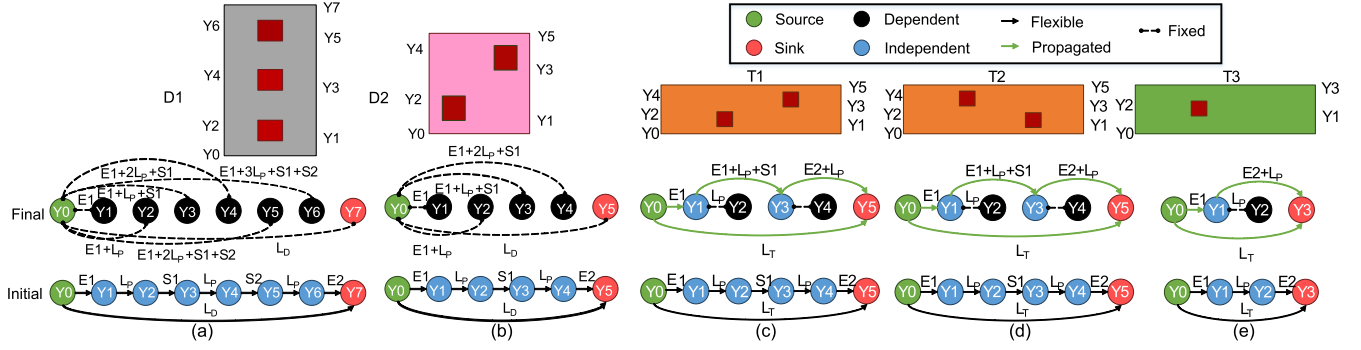 Source
Dependent
Flexible
Fixed
Sink
Independent
Propagated
D1
Y7
Y6
Y5
Y4
Y3
Y2
Y1
Y0
D2
Y5
Y4
Y3
Y2
Y1
Y0
T1
Y5
Y4
Y3
Y2
Y1
Y0
T2
Y5
Y4
Y3
Y2
Y1
Y0
T3
Y3
Y2
Y1
Y0
Final
E1+2LP+S1
E1+3LP+S1+S2
E1+LP+S1
E1
Y0 Y1 Y2 Y3 Y4 Y5 Y6 Y7
E1+LP
E1+2LP+S1+S2
LD
E1+2LP+S1
E1+LP+S1
E1
Y0 Y1 Y2 Y3 Y4 Y5
E1+LP
LD
E1+LP+S1
E2+LP
E1
Y0 Y1 Y2 Y3 Y4 Y5
LT
E1+LP+S1
E2+LP
E1
Y0 Y1 Y2 Y3 Y4 Y5
LT
E2+LP
E1
Y0 Y1 Y2 Y3
LT
Initial
E1 LP S1 LP S2 LP E2
Y0 Y1 Y2 Y3 Y4 Y5 Y6 Y7
LD
E1 LP S1 LP E2
Y0 Y1 Y2 Y3 Y4 Y5
LD
E1 LP S1 LP E2
Y0 Y1 Y2 Y3 Y4 Y5
LT
E1 LP S1 LP E2
Y0 Y1 Y2 Y3 Y4 Y5
LT
E1 LP E2
Y0 Y1 Y2 Y3
LT
(a)
(b)
(c)
(d)
(e)